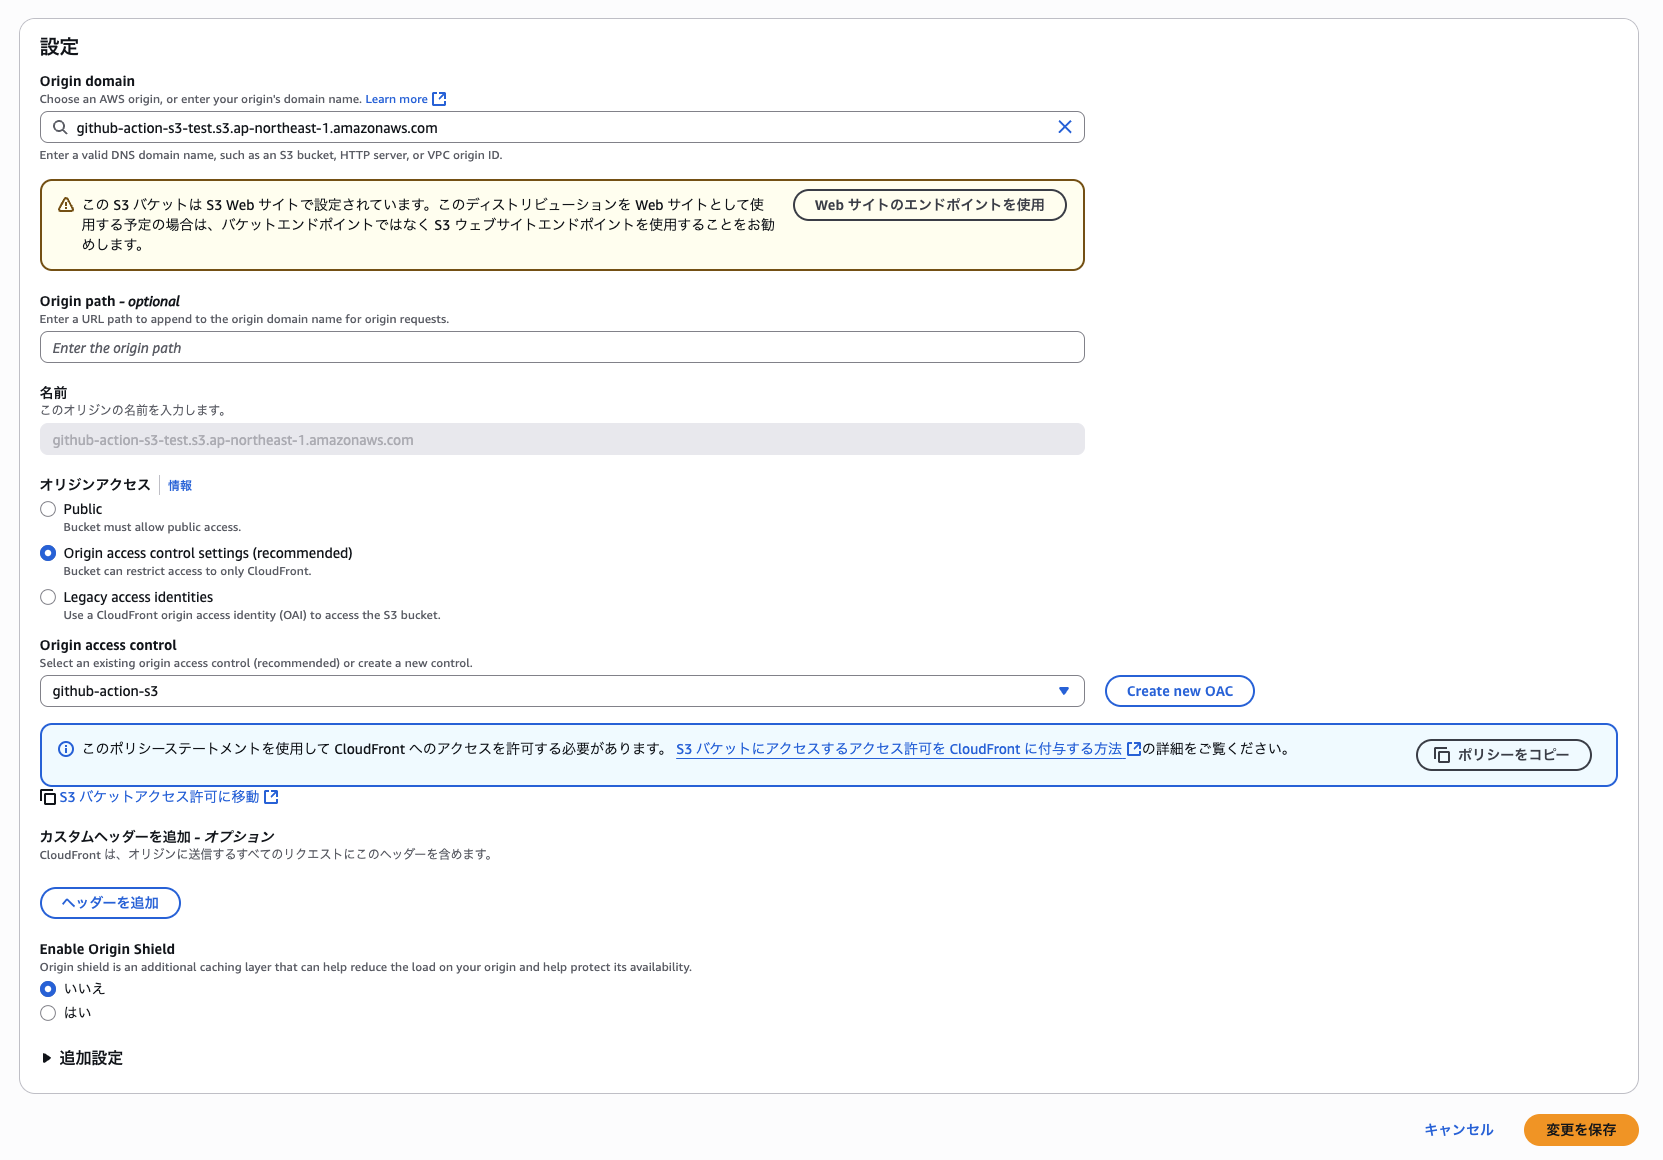 設定
Origin domain
Choose an AWS origin, or enter your origin's domain name. Learn more
github-action-s3-test.s3.ap-northeast-1.amazonaws.com
Enter a valid DNS domain name, such as an S3 bucket, HTTP server, or VPC origin ID.
この S3 バケットは S3 Web サイトで設定されています。このディストリビューションを Web サイトとして使
用する予定の場合は、バケットエンドポイントではなく S3 ウェブサイトエンドポイントを使用することをお勧
めします。
Web サイトのエンドポイントを使用
Origin path - optional
Enter a URL path to append to the origin domain name for origin requests.
Enter the origin path
名前
このオリジンの名前を入力します。
github-action-s3-test.s3.ap-northeast-1.amazonaws.com
オリジンアクセス 情報
Public
Bucket must allow public access.
Origin access control settings (recommended)
Bucket can restrict access to only CloudFront.
Legacy access identities
Use a CloudFront origin access identity (OAI) to access the S3 bucket.
Origin access control
Select an existing origin access control (recommended) or create a new control.
github-action-s3
Create new OAC
このポリシーステートメントを使用して CloudFront へのアクセスを許可する必要があります。 S3 バケットにアクセスするアクセス許可を CloudFront に付与する方法 の詳細をご覧ください。
ポリシーをコピー
S3 バケットアクセス許可に移動
カスタムヘッダーを追加 - オプション
CloudFront は、オリジンに送信するすべてのリクエストにこのヘッダーを含めます。
ヘッダーを追加
Enable Origin Shield
Origin shield is an additional caching layer that can help reduce the load on your origin and help protect its availability.
いいえ
はい
追加設定
キャンセル
変更を保存